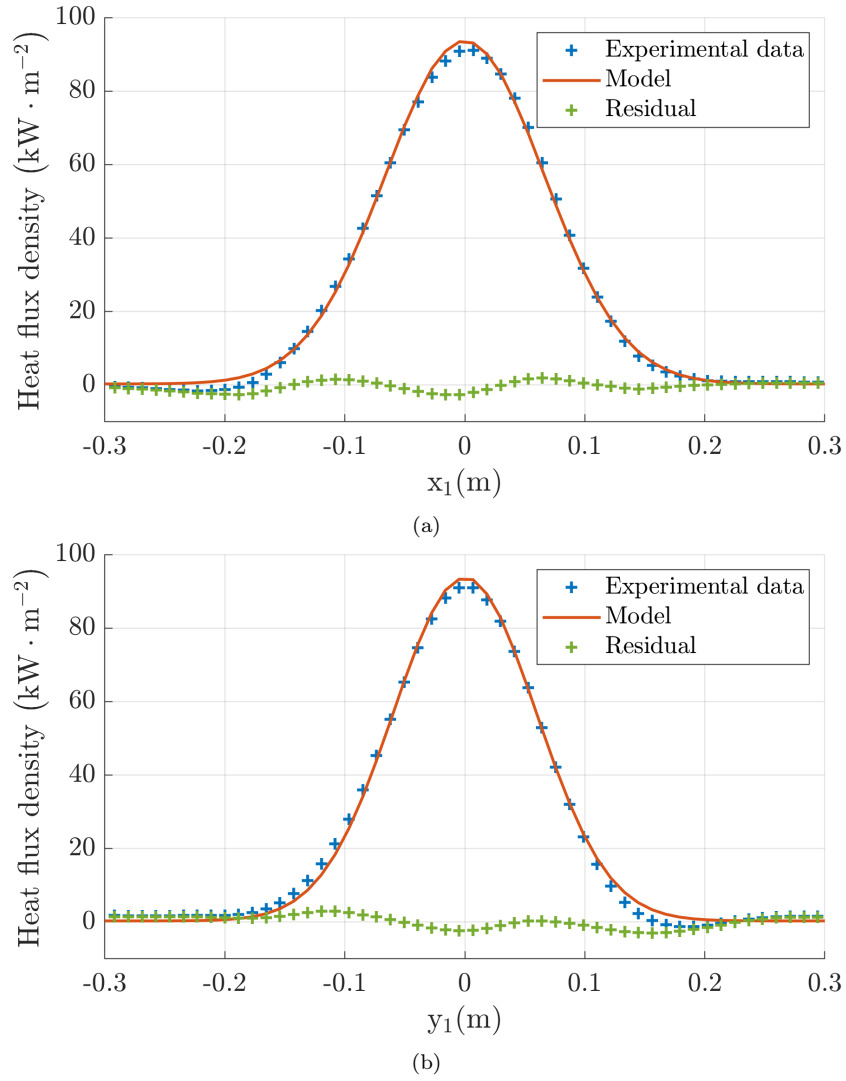 100
80
60
40
20
0
Heat flux density (kW · m⁻²)
Experimental data
Model
Residual
-0.3 -0.2 -0.1 0 0.1 0.2 0.3
x₁(m)
(a)
100
80
60
40
20
0
Heat flux density (kW · m⁻²)
Experimental data
Model
Residual
-0.3 -0.2 -0.1 0 0.1 0.2 0.3
y₁(m)
(b)